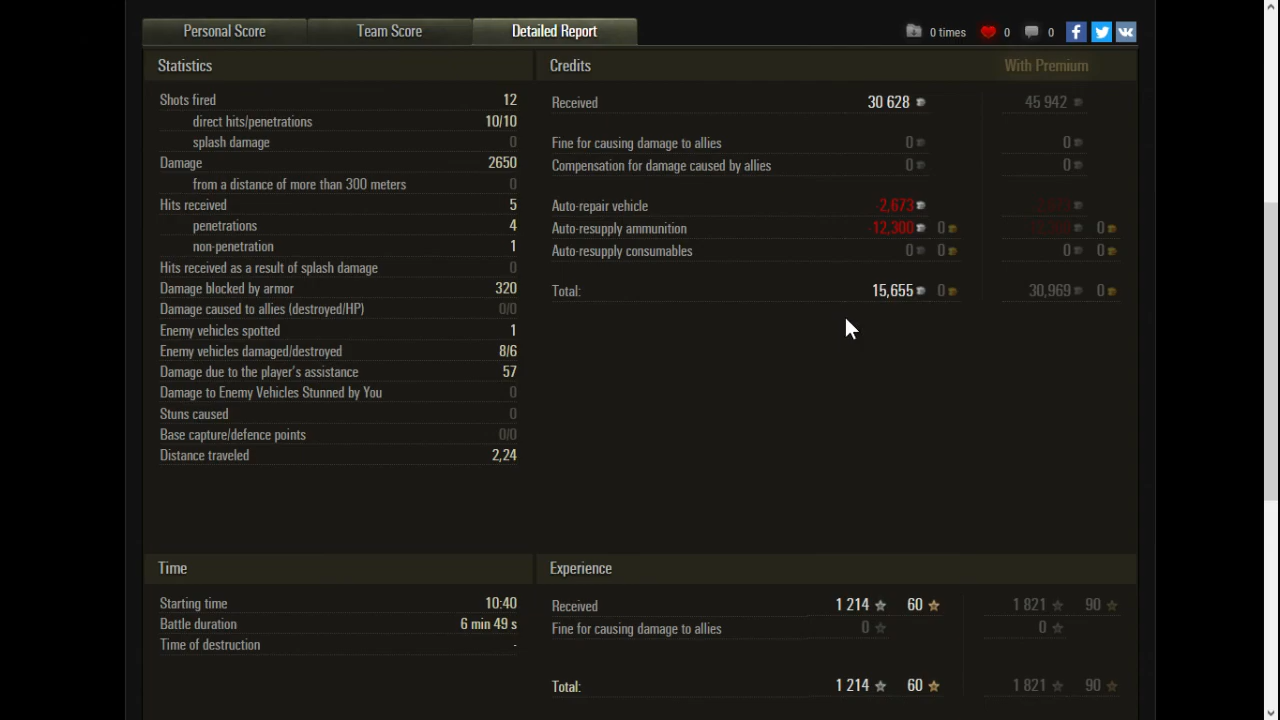 Personal Score
Team Score
Detailed Report
0 times
0
0
Statistics
Shots fired 12
direct hits/penetrations 10/10
splash damage 0
Damage 2650
from a distance of more than 300 meters 0
Hits received 5
penetrations 4
non-penetration 1
Hits received as a result of splash damage 0
Damage blocked by armor 320
Damage caused to allies (destroyed/HP) 0/0
Enemy vehicles spotted 1
Enemy vehicles damaged/destroyed 8/6
Damage due to the player's assistance 57
Damage to Enemy Vehicles Stunned by You 0
Stuns caused 0
Base capture/defence points 0/0
Distance traveled 2,24
Credits With Premium
Received 30 628 45 942
Fine for causing damage to allies 0 0
Compensation for damage caused by allies 0 0
Auto-repair vehicle -2,673
Auto-resupply ammunition -12,300 0 0
Auto-resupply consumables 0 0 0 0
Total: 15,655 0 30,969 0
Time
Starting time 10:40
Battle duration 6 min 49 s
Time of destruction -
Experience
Received 1 214 60 1 821 90
Fine for causing damage to allies 0 0
Total: 1 214 60 1 821 90